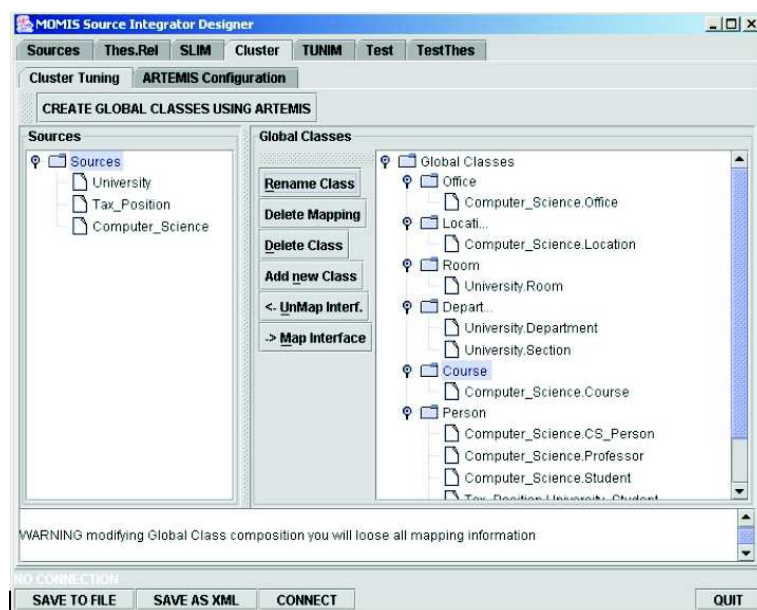 MOMIS Source Integrator Designer
Sources Thes.Rel SLIM Cluster TUNIM Test TestThes
Cluster Tuning ARTEMIS Configuration
CREATE GLOBAL CLASSES USING ARTEMIS
Sources
Sources
University
Tax_Position
Computer_Science
Global Classes
Rename Class
Delete Mapping
Delete Class
Add new Class
<- UnMap Interf.
-> Map Interface
Global Classes
Office
Computer_Science.Office
Locati...
Computer_Science.Location
Room
University.Room
Depart...
University.Department
University.Section
Course
Computer_Science.Course
Person
Computer_Science.CS_Person
Computer_Science.Professor
Computer_Science.Student
Tax_Position.University_Student
WARNING modifying Global Class composition you will loose all mapping information
NO CONNECTION
SAVE TO FILE SAVE AS XML CONNECT QUIT